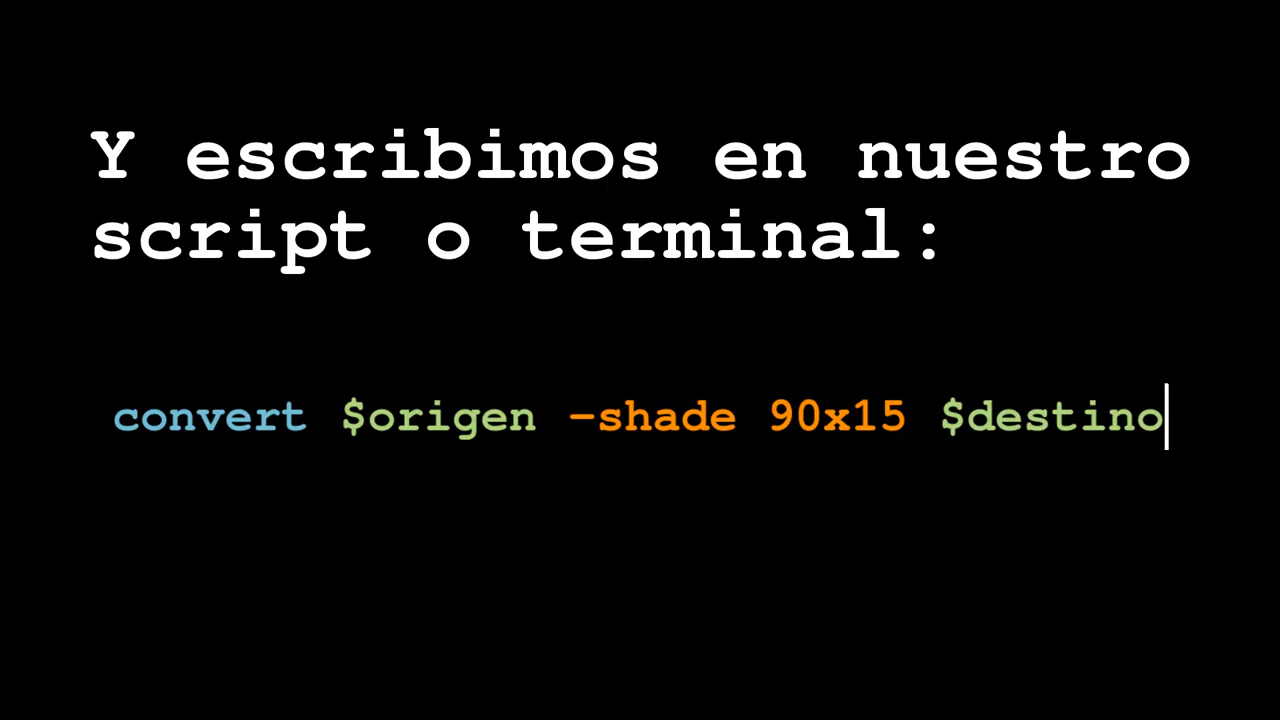 Y escribimos en nuestro
script o terminal:
convert $origen -shade 90x15 $destino